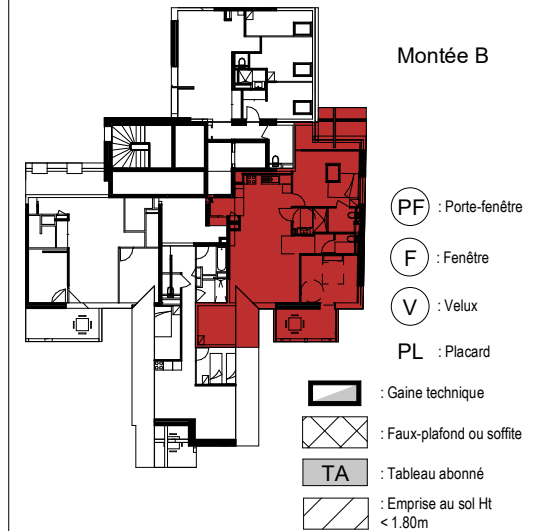 Montée B
PF : Porte-fenêtre
F : Fenêtre
V : Velux
PL : Placard
: Gaine technique
: Faux-plafond ou soffite
TA : Tableau abonné
: Emprise au sol Ht
< 1.80m